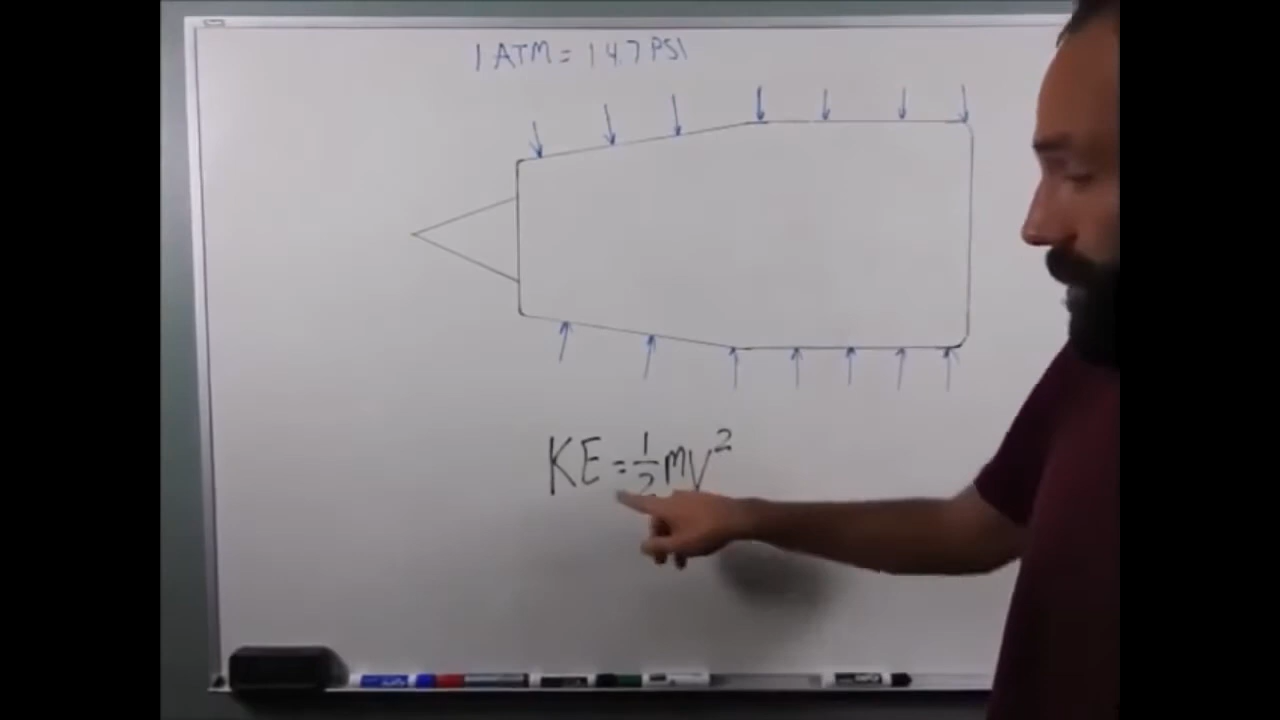 1 ATM = 14.7 PSI
KE = 1/2 mv²